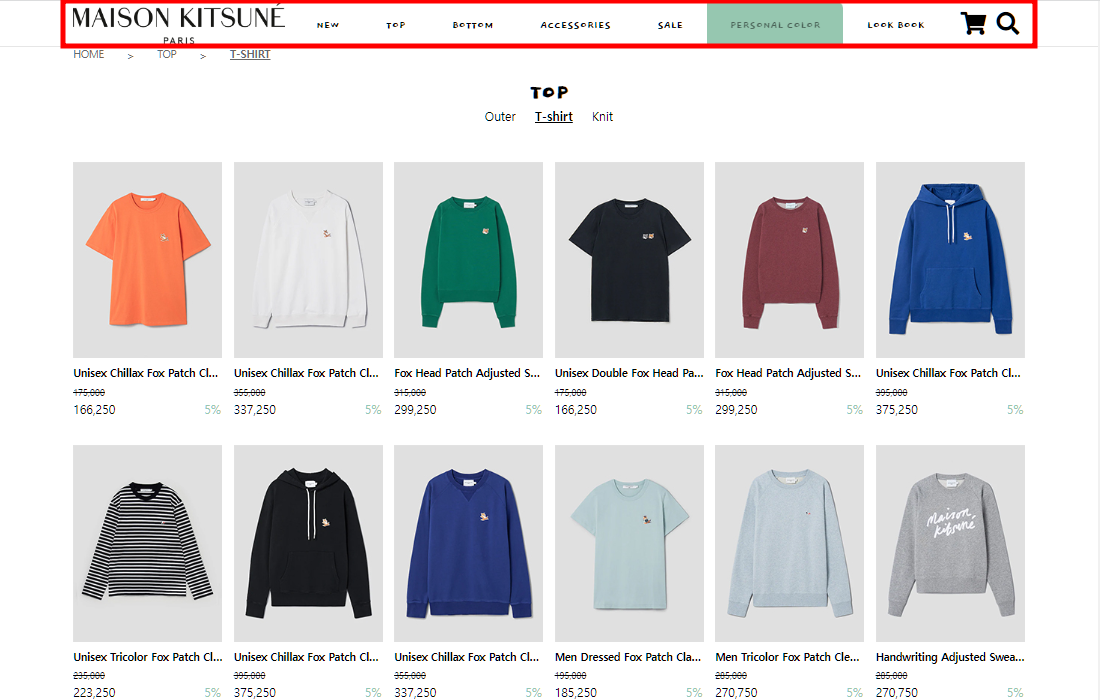 MAISON KITSUNÉ
PARIS
NEW TOP BOTTOM ACCESSORIES SALE PERSONAL COLOR LOOK BOOK
HOME > TOP > T-SHIRT
TOP
Outer T-shirt Knit
Unisex Chillax Fox Patch Cl... Unisex Chillax Fox Patch Cl... Fox Head Patch Adjusted S... Unisex Double Fox Head Pa... Fox Head Patch Adjusted S... Unisex Chillax Fox Patch Cl...
175,000 355,000 315,000 175,000 315,000 395,000
166,250 5% 337,250 5% 299,250 5% 166,250 5% 299,250 5% 375,250 5%
Maison Kitsuné
Unisex Tricolor Fox Patch Cl... Unisex Chillax Fox Patch Cl... Unisex Chillax Fox Patch Cl... Men Dressed Fox Patch Cla... Men Tricolor Fox Patch Cle... Handwriting Adjusted Swea...
235,000 395,000 355,000 195,000 285,000 285,000
223,250 5% 375,250 5% 337,250 5% 185,250 5% 270,750 5% 270,750 5%